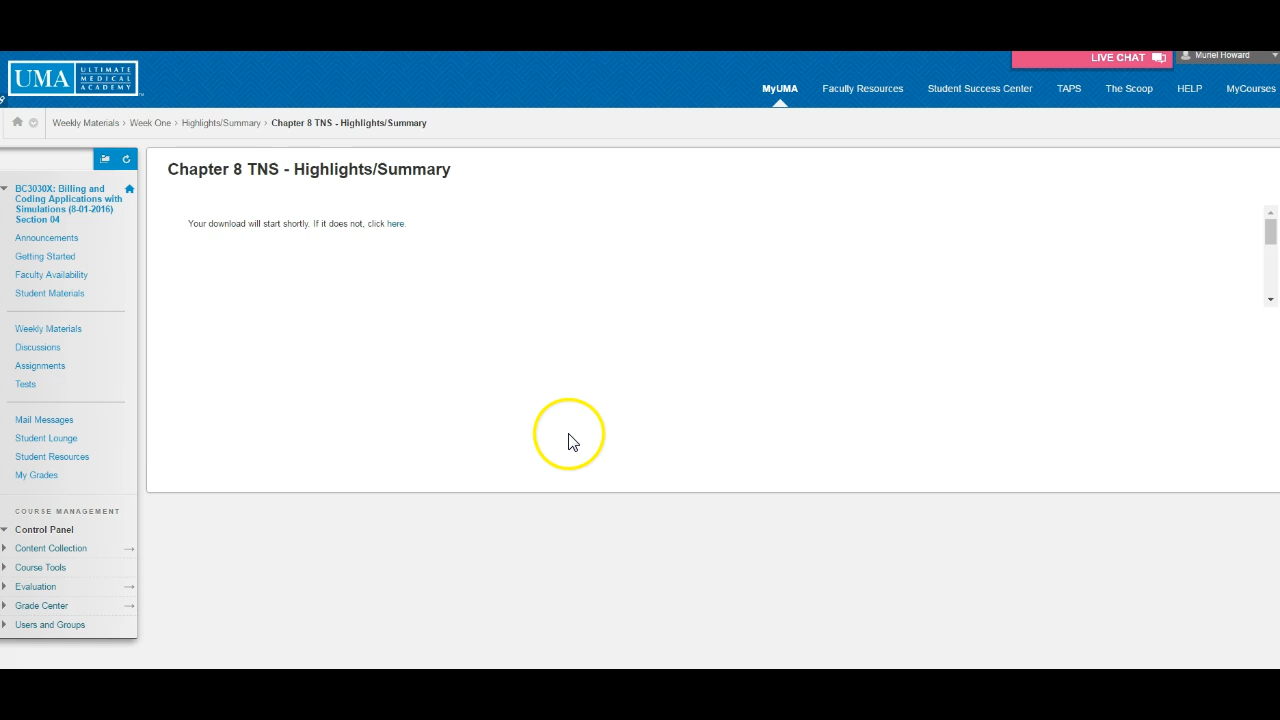 LIVE CHAT
Muriel Howard
UMA ULTIMATE MEDICAL ACADEMY
MyUMA Faculty Resources Student Success Center TAPS The Scoop HELP MyCourses
Weekly Materials > Week One > Highlights/Summary > Chapter 8 TNS - Highlights/Summary
Chapter 8 TNS - Highlights/Summary
Your download will start shortly. If it does not, click here.
BC3030X: Billing and
Coding Applications with
Simulations (8-01-2016)
Section 04
Announcements
Getting Started
Faculty Availability
Student Materials
Weekly Materials
Discussions
Assignments
Tests
Mail Messages
Student Lounge
Student Resources
My Grades
COURSE MANAGEMENT
Control Panel
Content Collection
Course Tools
Evaluation
Grade Center
Users and Groups